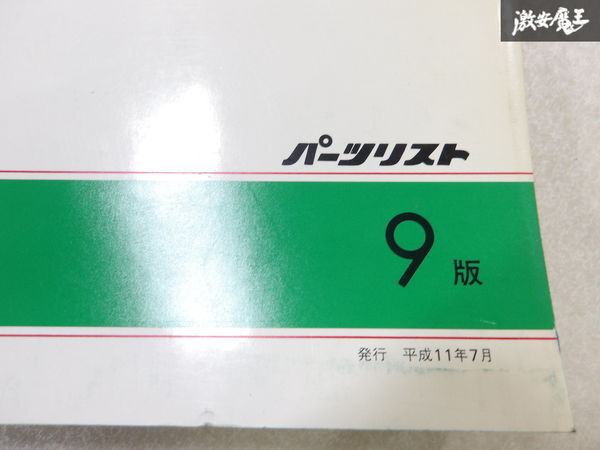 激安魔王
パーツリスト
9版
発行 平成11年7月